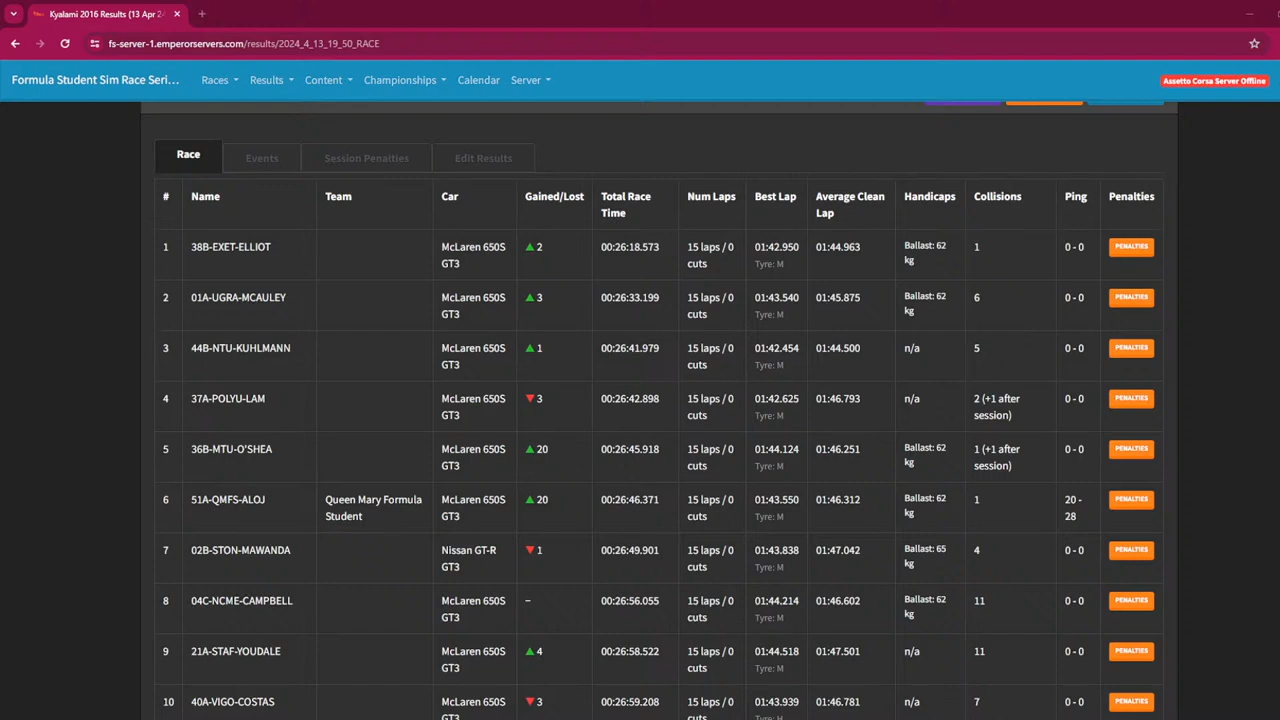 Kyalami 2016 Results (13 Apr 24
fs-server-1.emperorservers.com/results/2024_4_13_19_50_RACE
Formula Student Sim Race Seri... Races Results Content Championships Calendar Server Assetto Corsa Server Offline
Race Events Session Penalties Edit Results
# Name Team Car Gained/Lost Total Race Time Num Laps Best Lap Average Clean Lap Handicaps Collisions Ping Penalties
1 38B-EXET-ELLIOT McLaren 650S GT3 2 00:26:18.573 15 laps / 0 cuts 01:42.950 Tyre: M 01:44.963 Ballast: 62 kg 1 0 - 0 PENALTIES
2 01A-UGRA-MCAULEY McLaren 650S GT3 3 00:26:33.199 15 laps / 0 cuts 01:43.540 Tyre: M 01:45.875 Ballast: 62 kg 6 0 - 0 PENALTIES
3 44B-NTU-KUHLMANN McLaren 650S GT3 1 00:26:41.979 15 laps / 0 cuts 01:42.454 Tyre: M 01:44.500 n/a 5 0 - 0 PENALTIES
4 37A-POLYU-LAM McLaren 650S GT3 3 00:26:42.898 15 laps / 0 cuts 01:42.625 Tyre: M 01:46.793 n/a 2 (+1 after session) 0 - 0 PENALTIES
5 36B-MTU-O'SHEA McLaren 650S GT3 20 00:26:45.918 15 laps / 0 cuts 01:44.124 Tyre: M 01:46.251 Ballast: 62 kg 1 (+1 after session) 0 - 0 PENALTIES
6 51A-QMFS-ALOJ Queen Mary Formula Student McLaren 650S GT3 20 00:26:46.371 15 laps / 0 cuts 01:43.550 Tyre: M 01:46.312 Ballast: 62 kg 1 20 - 28 PENALTIES
7 02B-STON-MAWANDA Nissan GT-R GT3 1 00:26:49.901 15 laps / 0 cuts 01:43.838 Tyre: M 01:47.042 Ballast: 65 kg 4 0 - 0 PENALTIES
8 04C-NCME-CAMPBELL McLaren 650S GT3 – 00:26:56.055 15 laps / 0 cuts 01:44.214 Tyre: M 01:46.602 Ballast: 62 kg 11 0 - 0 PENALTIES
9 21A-STAF-YOUDALE McLaren 650S GT3 4 00:26:58.522 15 laps / 0 cuts 01:44.518 Tyre: M 01:47.501 n/a 11 0 - 0 PENALTIES
10 40A-VIGO-COSTAS McLaren 650S GT3 3 00:26:59.208 15 laps / 0 cuts 01:43.939 Tyre: M 01:46.781 n/a 7 0 - 0 PENALTIES